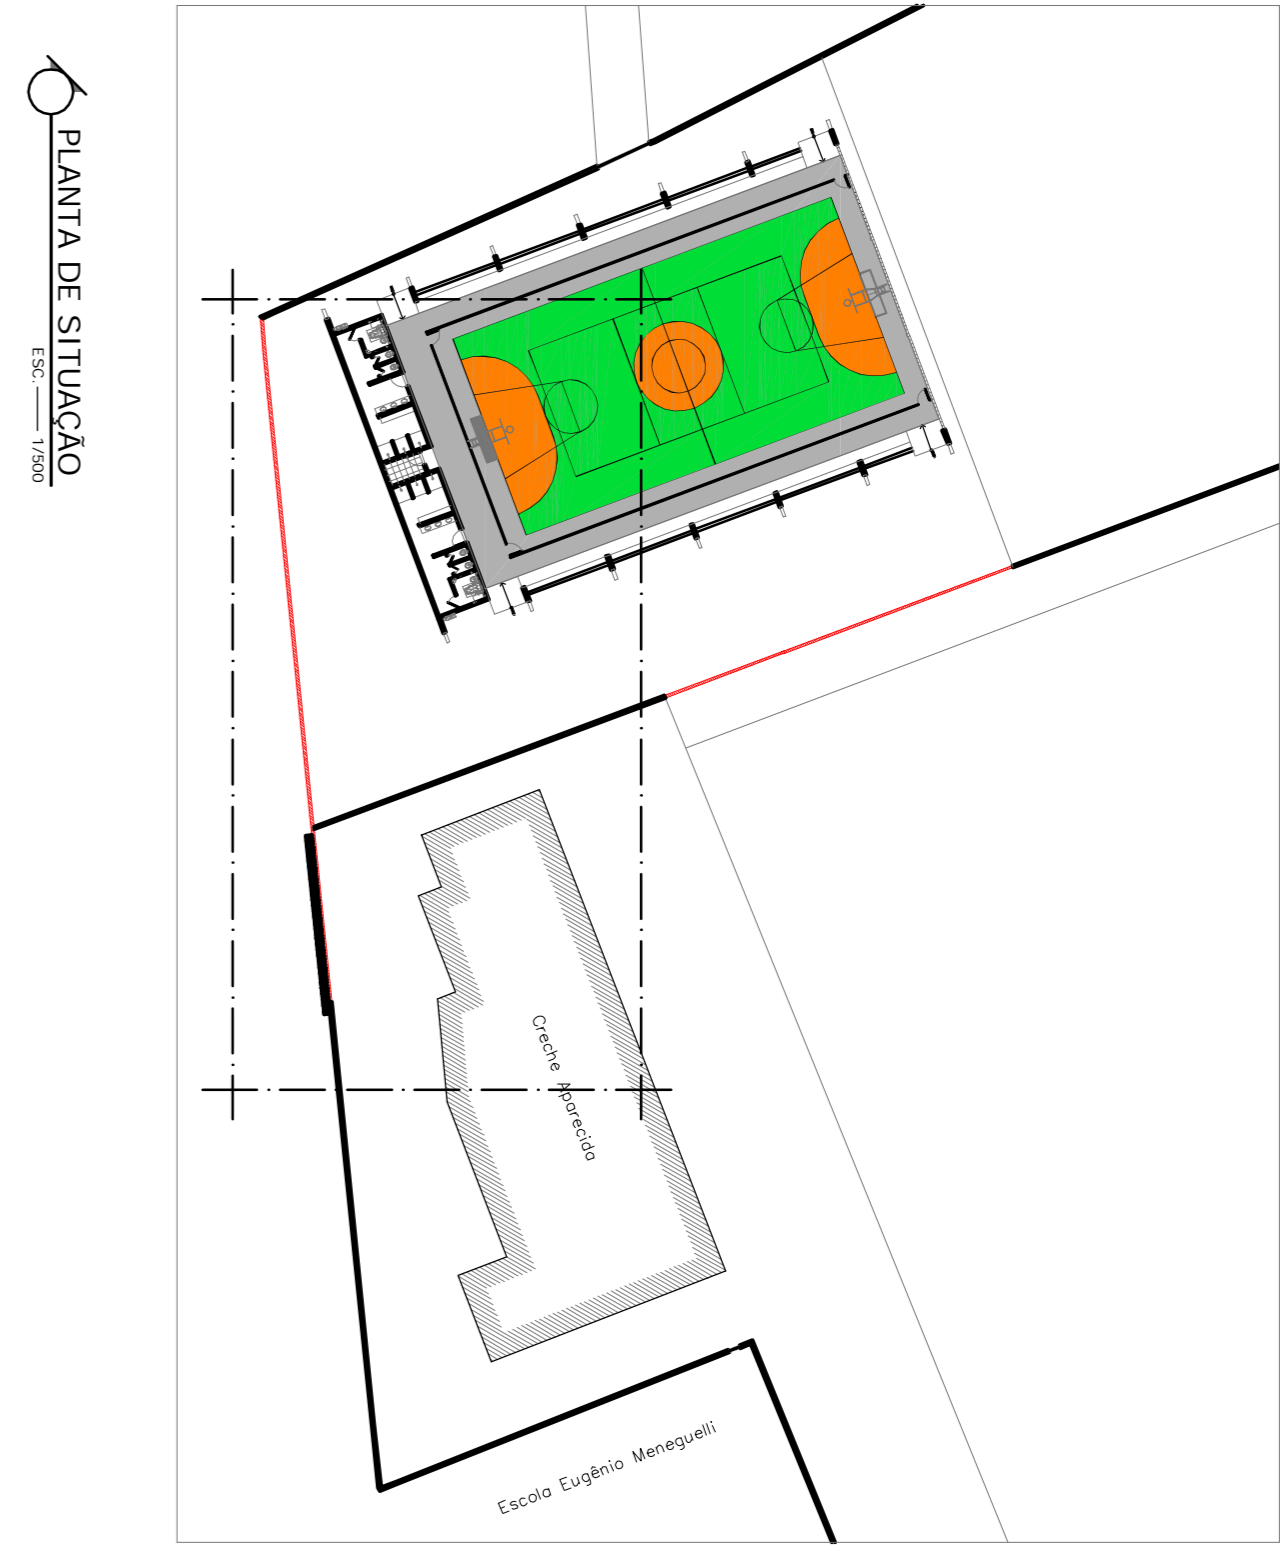 PLANTA DE SITUAÇÃO
ESC. 1/500
Creche Aparecida
Escola Eugênio Meneguelli